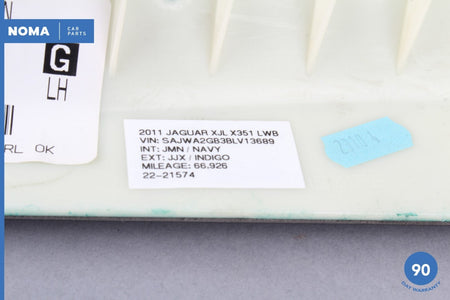 NOMA CAR PARTS
G
LH
RL OK
2011 JAGUAR XJL X351 LWB
VIN: SAJWA2GB3BLV13689
INT: JMN / NAVY
EXT: JJX / INDIGO
MILEAGE: 66,926
22-21574
90
DAY WARRANTY